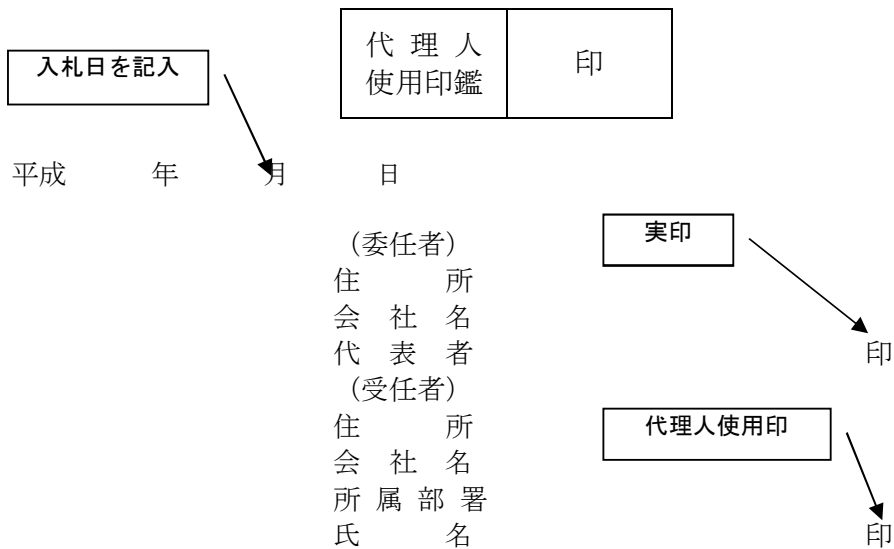 代 理 人
使用印鑑
印
入札日を記入
平成 年 月 日
(委任者)
実印
住 所
会 社 名
代 表 者 印
(受任者)
住 所
代理人使用印
会 社 名
所 属 部 署
氏 名 印